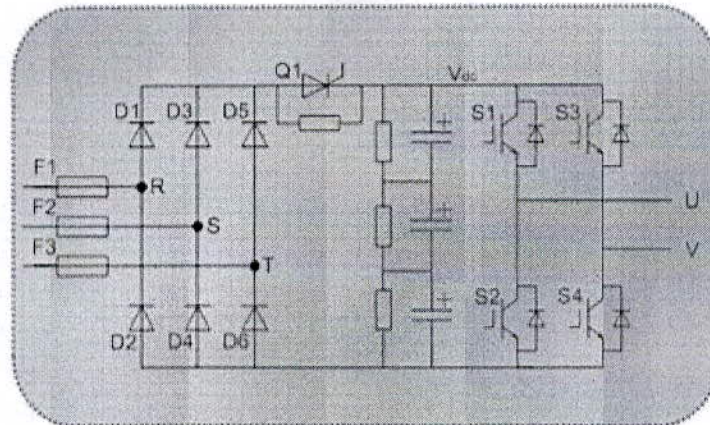 Q1
Vdc
D1 D3 D5
S1 S3
F1
R
F2
S
U
F3
T
V
S2 S4
D2 D4 D6